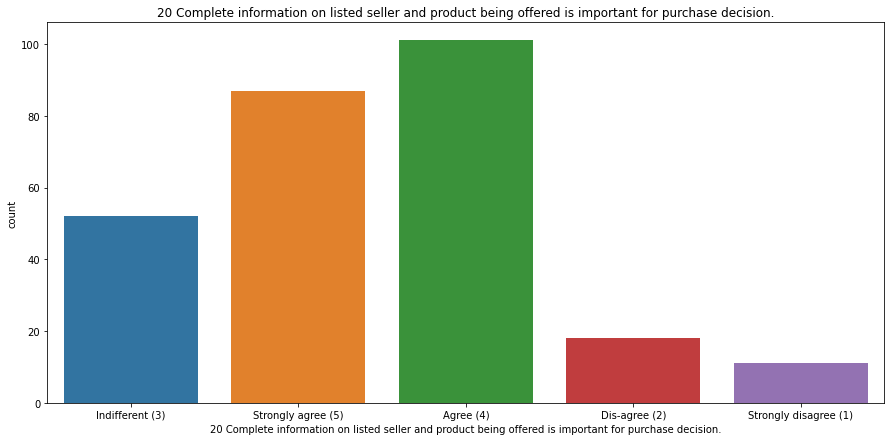 20 Complete information on listed seller and product being offered is important for purchase decision.
100
80
60
40
20
0
count
Indifferent (3) Strongly agree (5) Agree (4) Dis-agree (2) Strongly disagree (1)
20 Complete information on listed seller and product being offered is important for purchase decision.